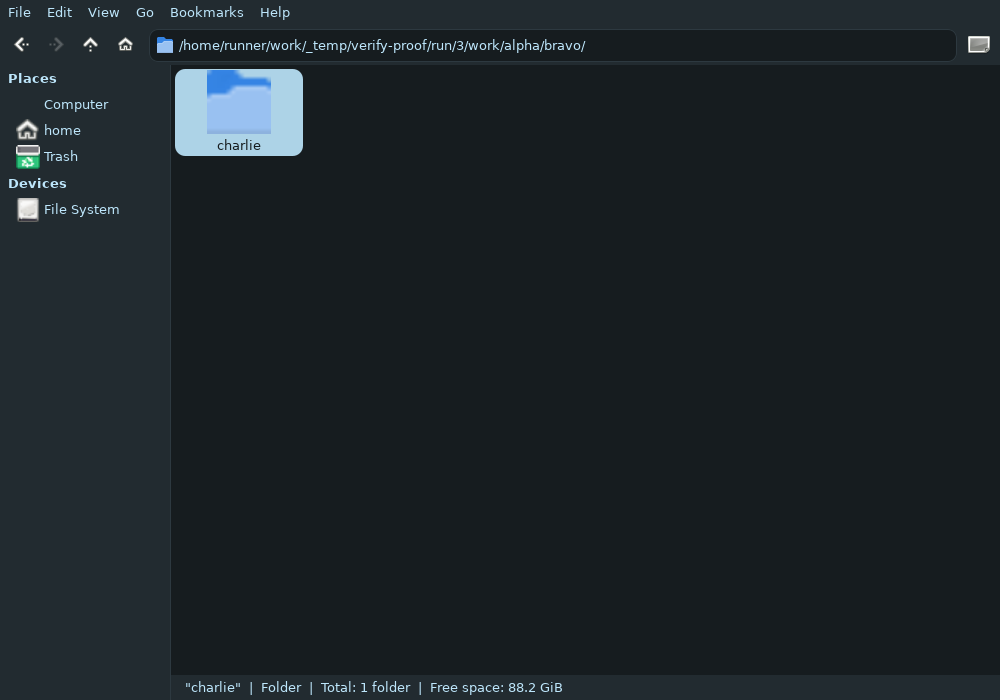 File Edit View Go Bookmarks Help
/home/runner/work/_temp/verify-proof/run/3/work/alpha/bravo/
Places
Computer
home
Trash
Devices
File System
charlie
"charlie" | Folder | Total: 1 folder | Free space: 88.2 GiB